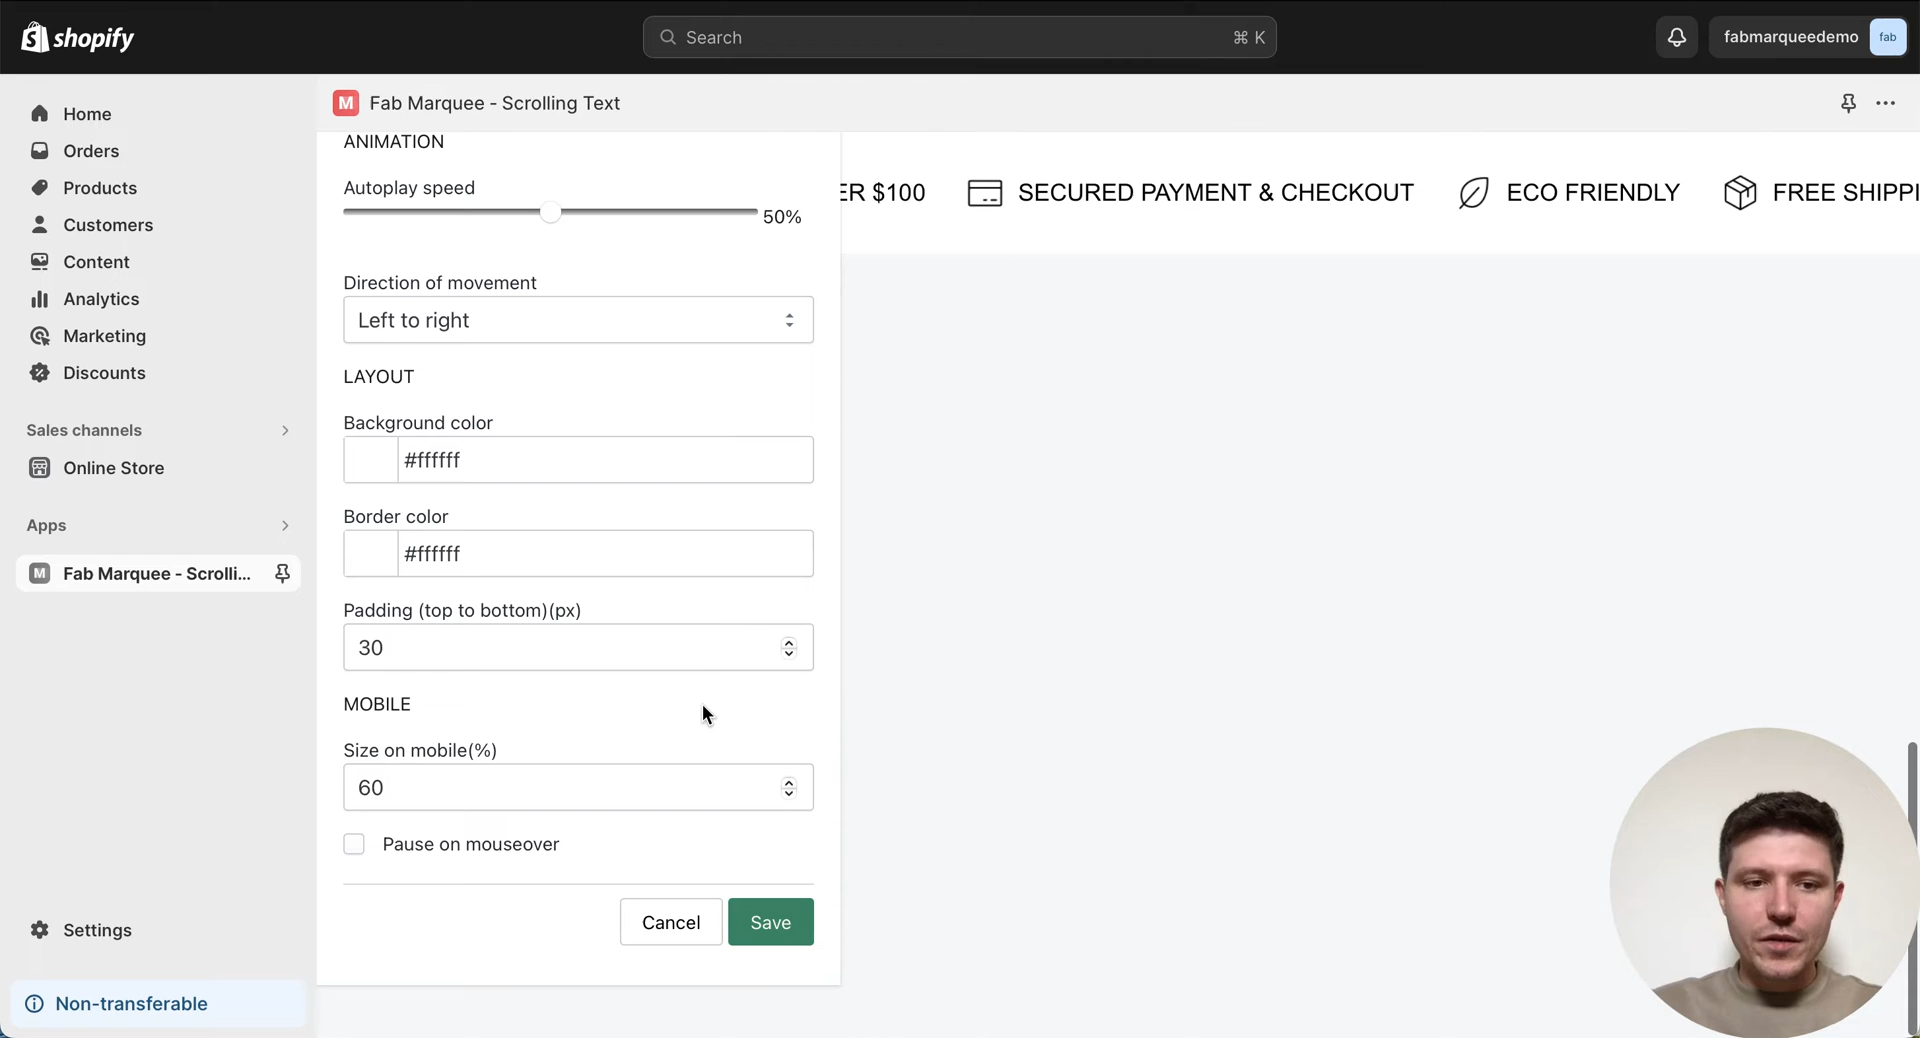 shopify
Search
⌘ K
fabmarqueedemo
fab
Home
Orders
Products
Customers
Content
Analytics
Marketing
Discounts
Sales channels
Online Store
Apps
M
Fab Marquee - Scrolli...
Settings
Non-transferable
M
Fab Marquee - Scrolling Text
ANIMATION
Autoplay speed
50%
Direction of movement
Left to right
LAYOUT
Background color
#ffffff
Border color
#ffffff
Padding (top to bottom)(px)
30
MOBILE
Size on mobile(%)
60
Pause on mouseover
Cancel
Save
ER $100
SECURED PAYMENT & CHECKOUT
ECO FRIENDLY
FREE SHIPPI